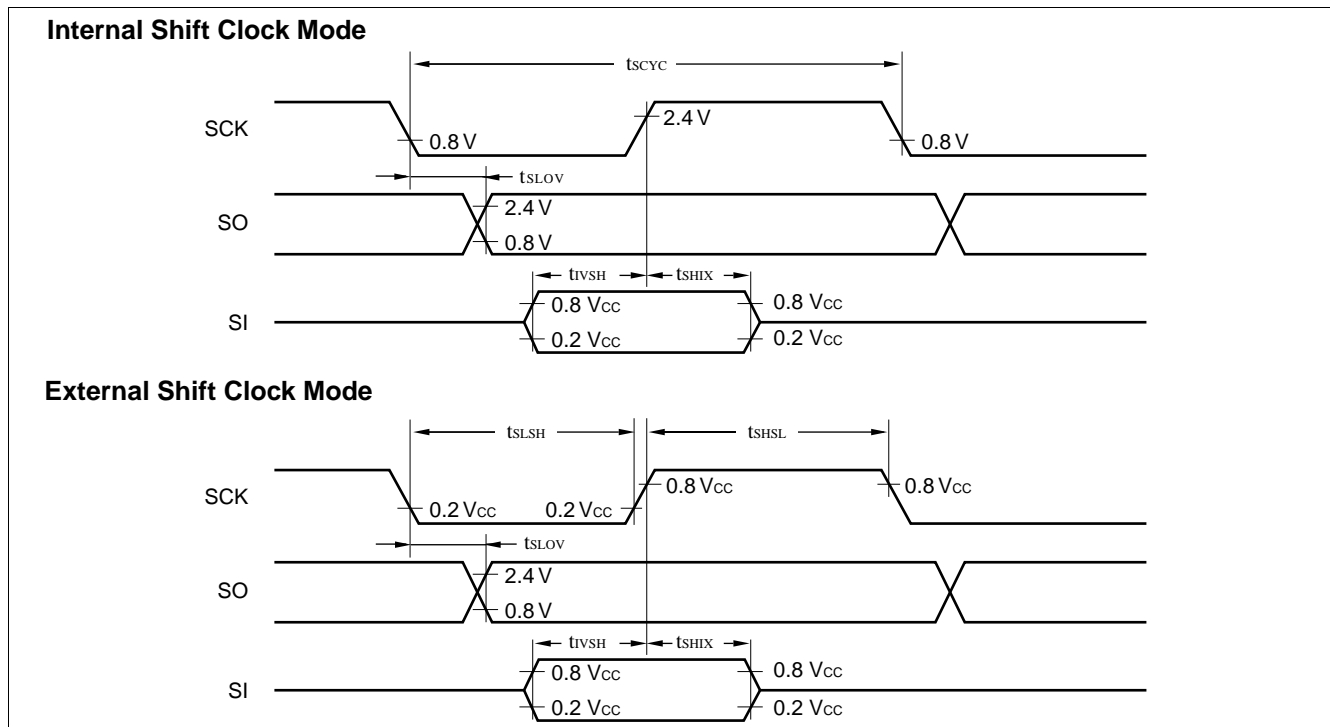 Internal Shift Clock Mode
tSCYC
SCK
0.8 V
2.4 V
0.8 V
tSLOV
SO
2.4 V
0.8 V
tIVSH
tSHIX
SI
0.8 VCC
0.8 VCC
0.2 VCC
0.2 VCC
External Shift Clock Mode
tSLSH
tSHSL
SCK
0.8 VCC
0.8 VCC
0.2 VCC
0.2 VCC
tSLOV
SO
2.4 V
0.8 V
tIVSH
tSHIX
SI
0.8 VCC
0.8 VCC
0.2 VCC
0.2 VCC